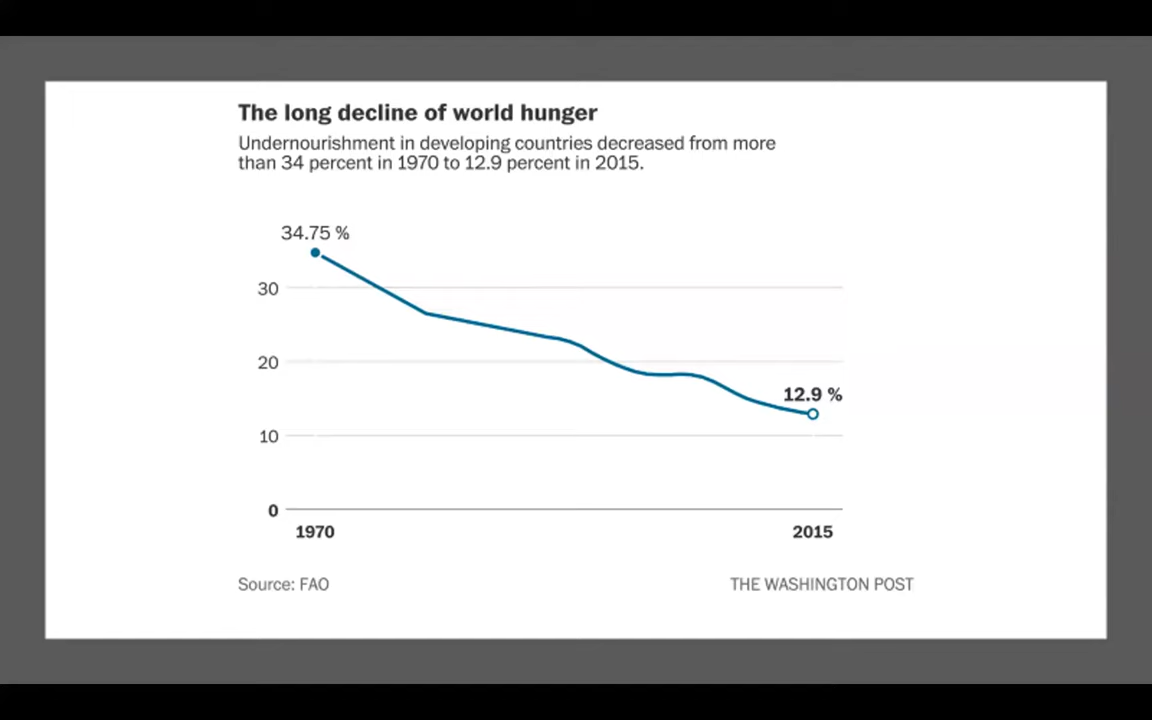 The long decline of world hunger
Undernourishment in developing countries decreased from more
than 34 percent in 1970 to 12.9 percent in 2015.
34.75 %
30
20
12.9 %
10
0
1970 2015
Source: FAO THE WASHINGTON POST